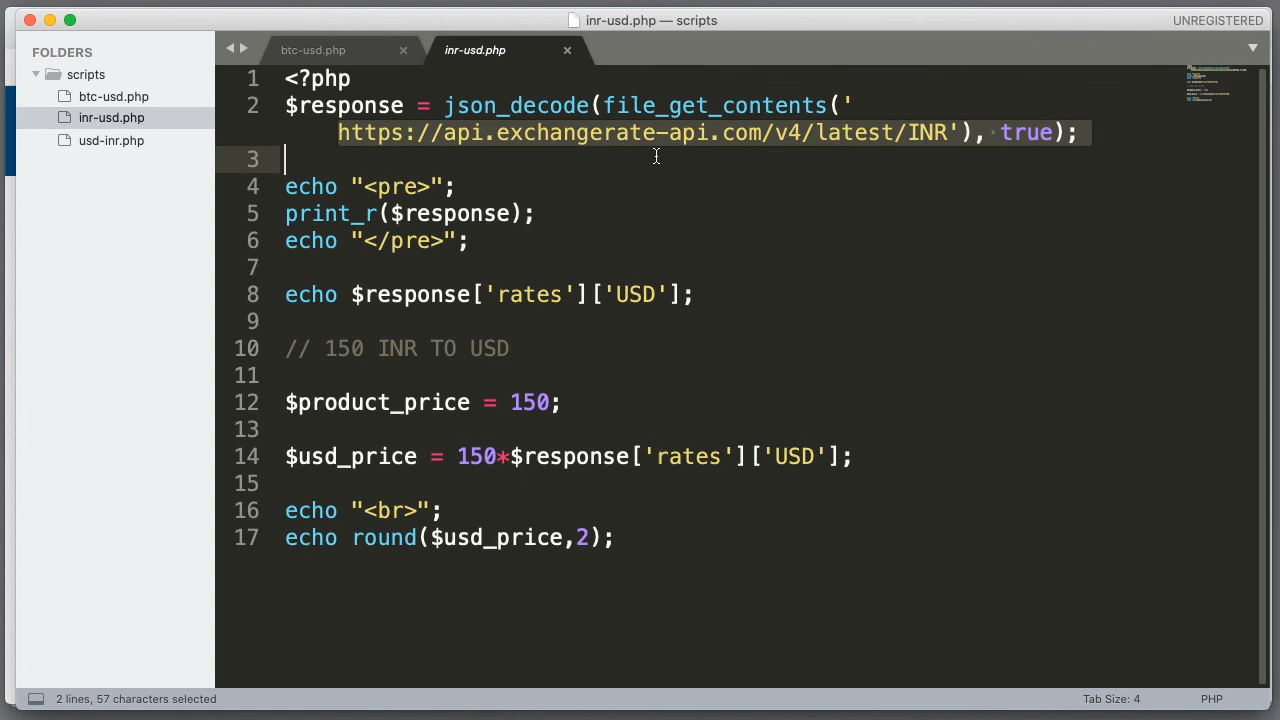 inr-usd.php — scripts
UNREGISTERED
FOLDERS
scripts
btc-usd.php
inr-usd.php
usd-inr.php
btc-usd.php ×
inr-usd.php ×
1 <?php
2 $response = json_decode(file_get_contents('
https://api.exchangerate-api.com/v4/latest/INR'), true);
3
4 echo "<pre>";
5 print_r($response);
6 echo "</pre>";
7
8 echo $response['rates']['USD'];
9
10 // 150 INR TO USD
11
12 $product_price = 150;
13
14 $usd_price = 150*$response['rates']['USD'];
15
16 echo "<br>";
17 echo round($usd_price,2);
2 lines, 57 characters selected
Tab Size: 4
PHP